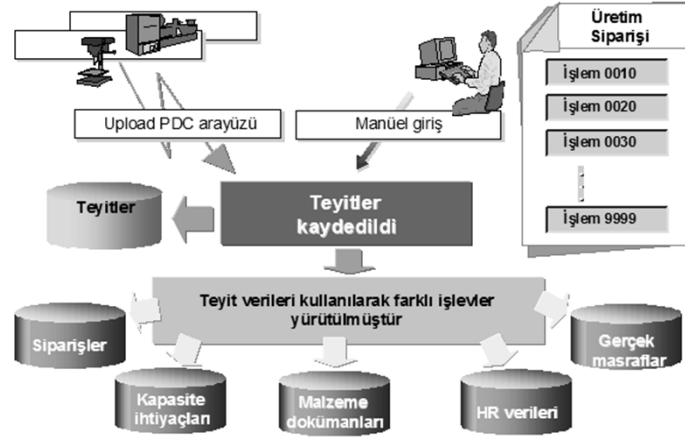 Üretim
Siparişi
İşlem 0010
İşlem 0020
İşlem 0030
İşlem 9999
Upload PDC arayüzü
Manüel giriş
Teyitler
Teyitler
kaydedildi
Teyit verileri kullanılarak farklı işlevler
yürütülmüştür
Siparişler
Kapasite
ihtiyaçları
Malzeme
dokümanları
HR verileri
Gerçek
masraflar